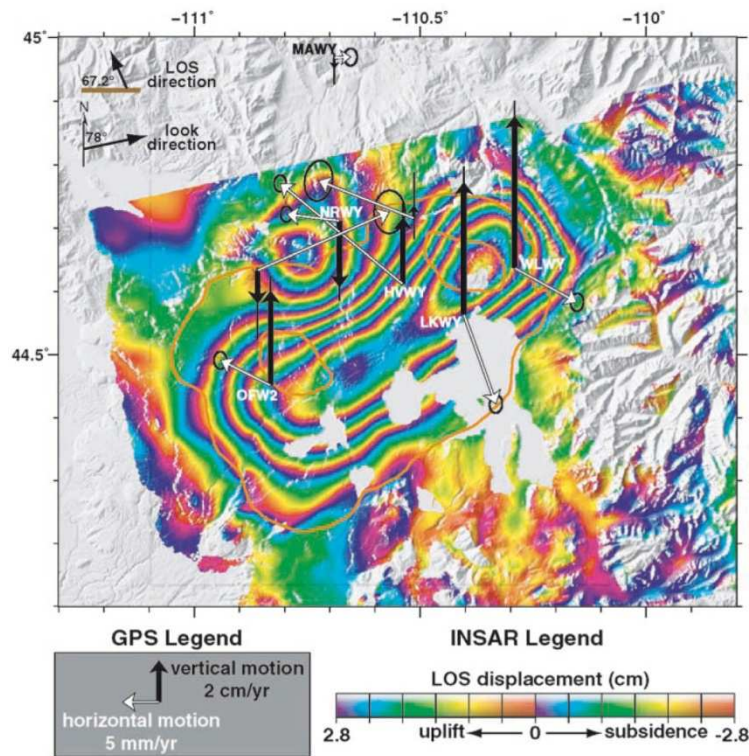 -111°
-110.5°
-110°
45°
MAWY
LOS
direction
67.2°
N
look
direction
78°
NRWY
WLWY
HVWY
LKWY
44.5°
OFW2
GPS Legend
INSAR Legend
vertical motion
2 cm/yr
horizontal motion
5 mm/yr
LOS displacement (cm)
2.8
uplift
0
subsidence
-2.8